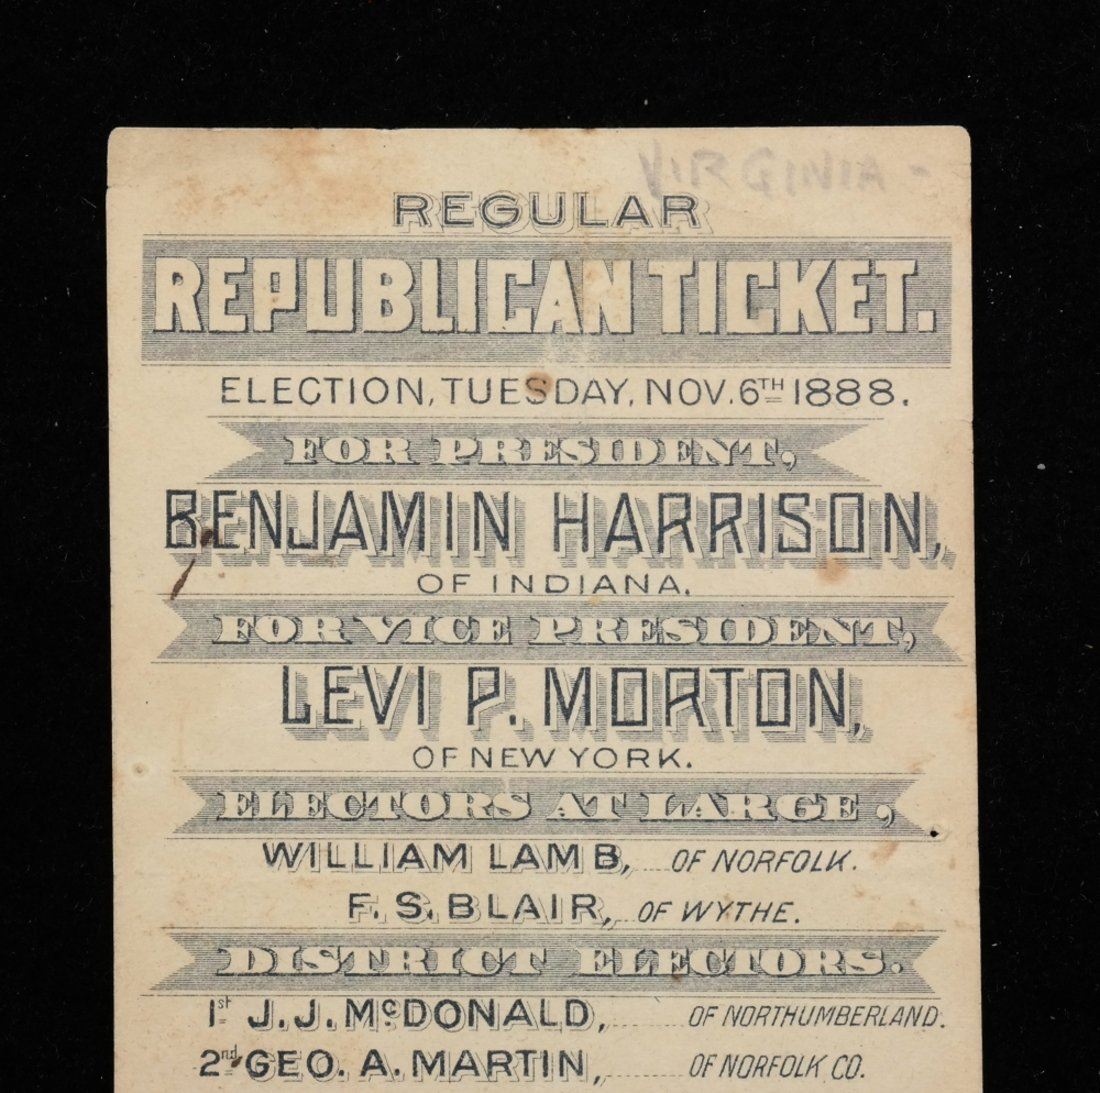 VIRGINIA -
REGULAR
REPUBLICAN TICKET.
ELECTION, TUESDAY, NOV. 6TH 1888.
FOR PRESIDENT,
BENJAMIN HARRISON,
OF INDIANA.
FOR VICE PRESIDENT,
LEVI P. MORTON,
OF NEW YORK.
ELECTORS AT LARGE,
WILLIAM LAMB, ..... OF NORFOLK.
F. S. BLAIR, ... OF WYTHE.
DISTRICT ELECTORS.
1st J. J. McDONALD, .......... OF NORTHUMBERLAND.
2nd GEO. A. MARTIN, .......... OF NORFOLK CO.